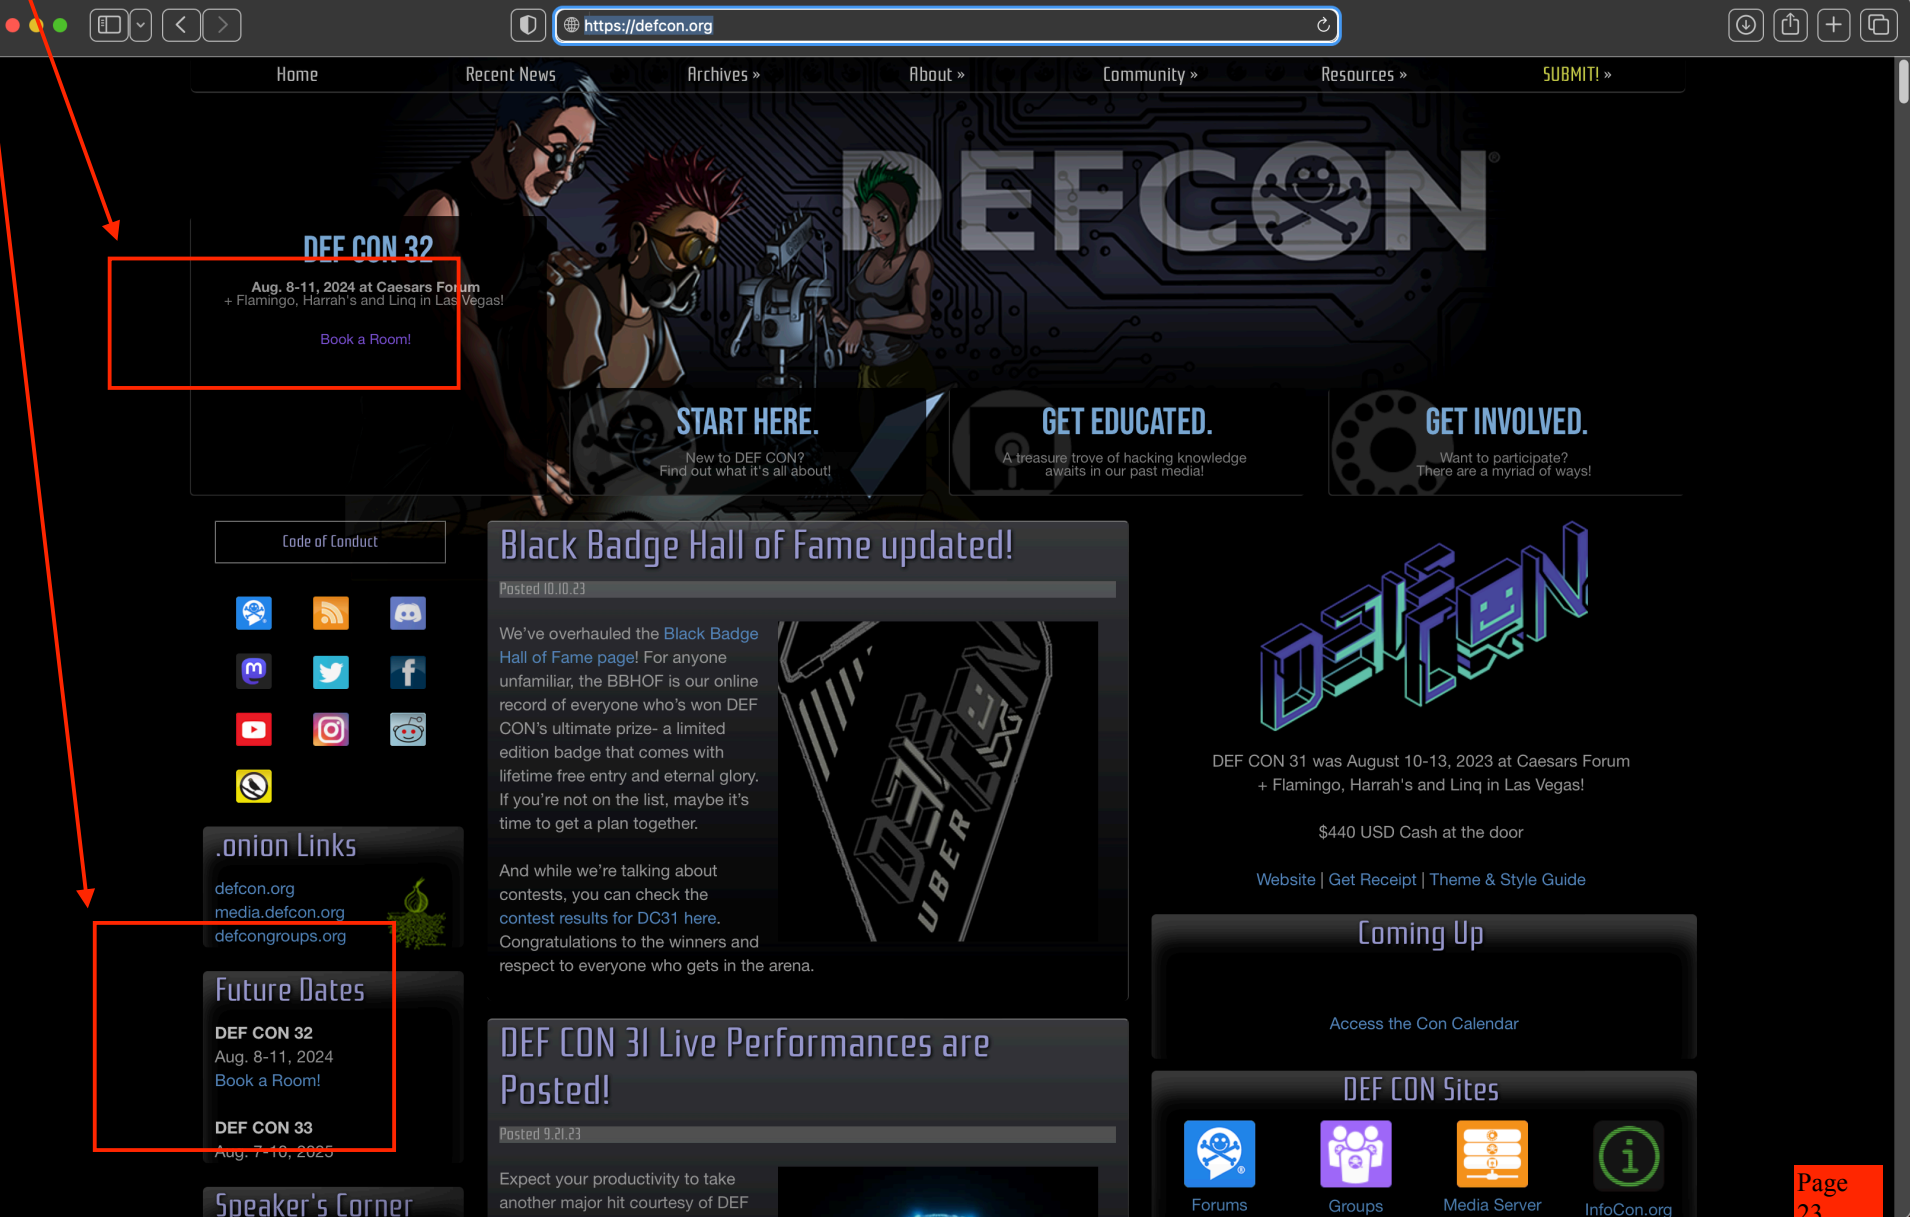 https://defcon.org
Home
Recent News
Archives »
About »
Community »
Resources »
SUBMIT! »
DEFCON®
DEF CON 32
Aug. 8-11, 2024 at Caesars Forum
+ Flamingo, Harrah's and Linq in Las Vegas!
Book a Room!
START HERE.
New to DEF CON?
Find out what it's all about!
GET EDUCATED.
A treasure trove of hacking knowledge
awaits in our past media!
GET INVOLVED.
Want to participate?
There are a myriad of ways!
Code of Conduct
.onion Links
defcon.org
media.defcon.org
defcongroups.org
Future Dates
DEF CON 32
Aug. 8-11, 2024
Book a Room!
DEF CON 33
Aug. 7-10, 2025
Speaker's Corner
Black Badge Hall of Fame updated!
Posted 10.10.23
We've overhauled the Black Badge
Hall of Fame page! For anyone
unfamiliar, the BBHOF is our online
record of everyone who's won DEF
CON's ultimate prize- a limited
edition badge that comes with
lifetime free entry and eternal glory.
If you're not on the list, maybe it's
time to get a plan together.
And while we're talking about
contests, you can check the
contest results for DC31 here.
Congratulations to the winners and
respect to everyone who gets in the arena.
DEF CON
UBER
DEF CON 31 Live Performances are
Posted!
Posted 9.21.23
Expect your productivity to take
another major hit courtesy of DEF
DEF CON
DEF CON 31 was August 10-13, 2023 at Caesars Forum
+ Flamingo, Harrah's and Linq in Las Vegas!
$440 USD Cash at the door
Website | Get Receipt | Theme & Style Guide
Coming Up
Access the Con Calendar
DEF CON Sites
Forums
Groups
Media Server
InfoCon.org
Page
23